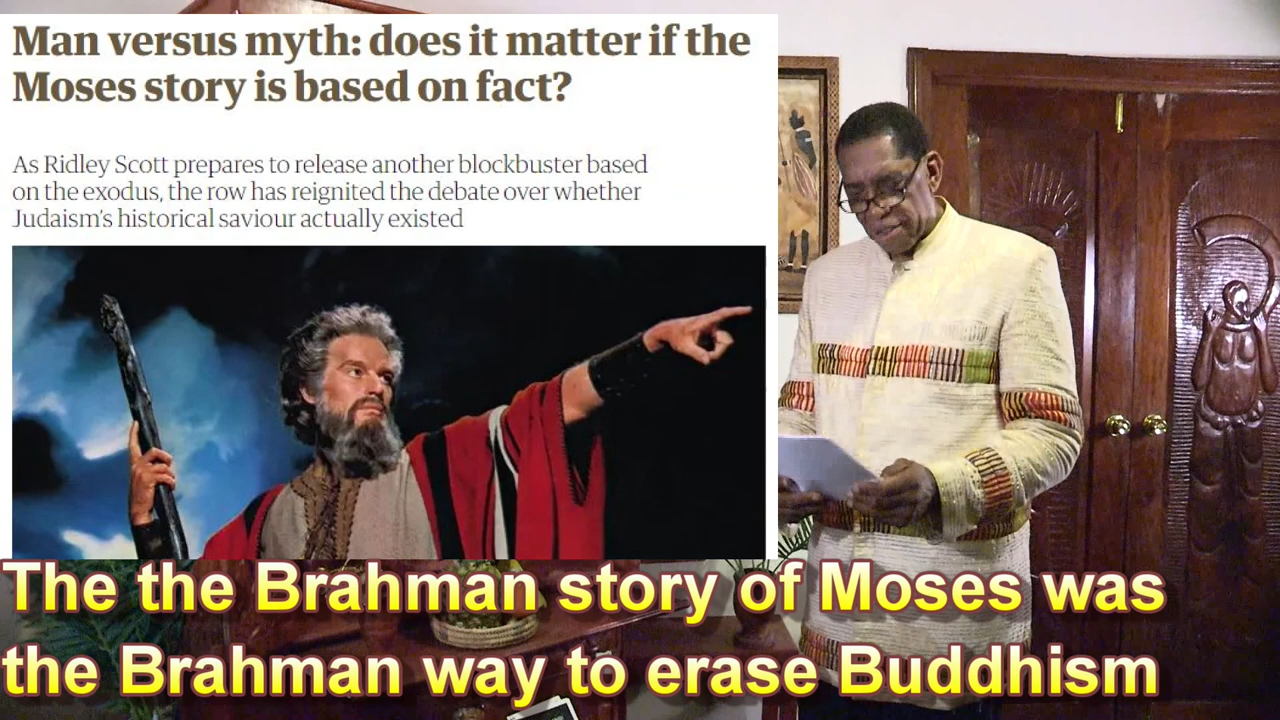 Man versus myth: does it matter if the
Moses story is based on fact?
As Ridley Scott prepares to release another blockbuster based
on the exodus, the row has reignited the debate over whether
Judaism's historical saviour actually existed
The the Brahman story of Moses was
the Brahman way to erase Buddhism